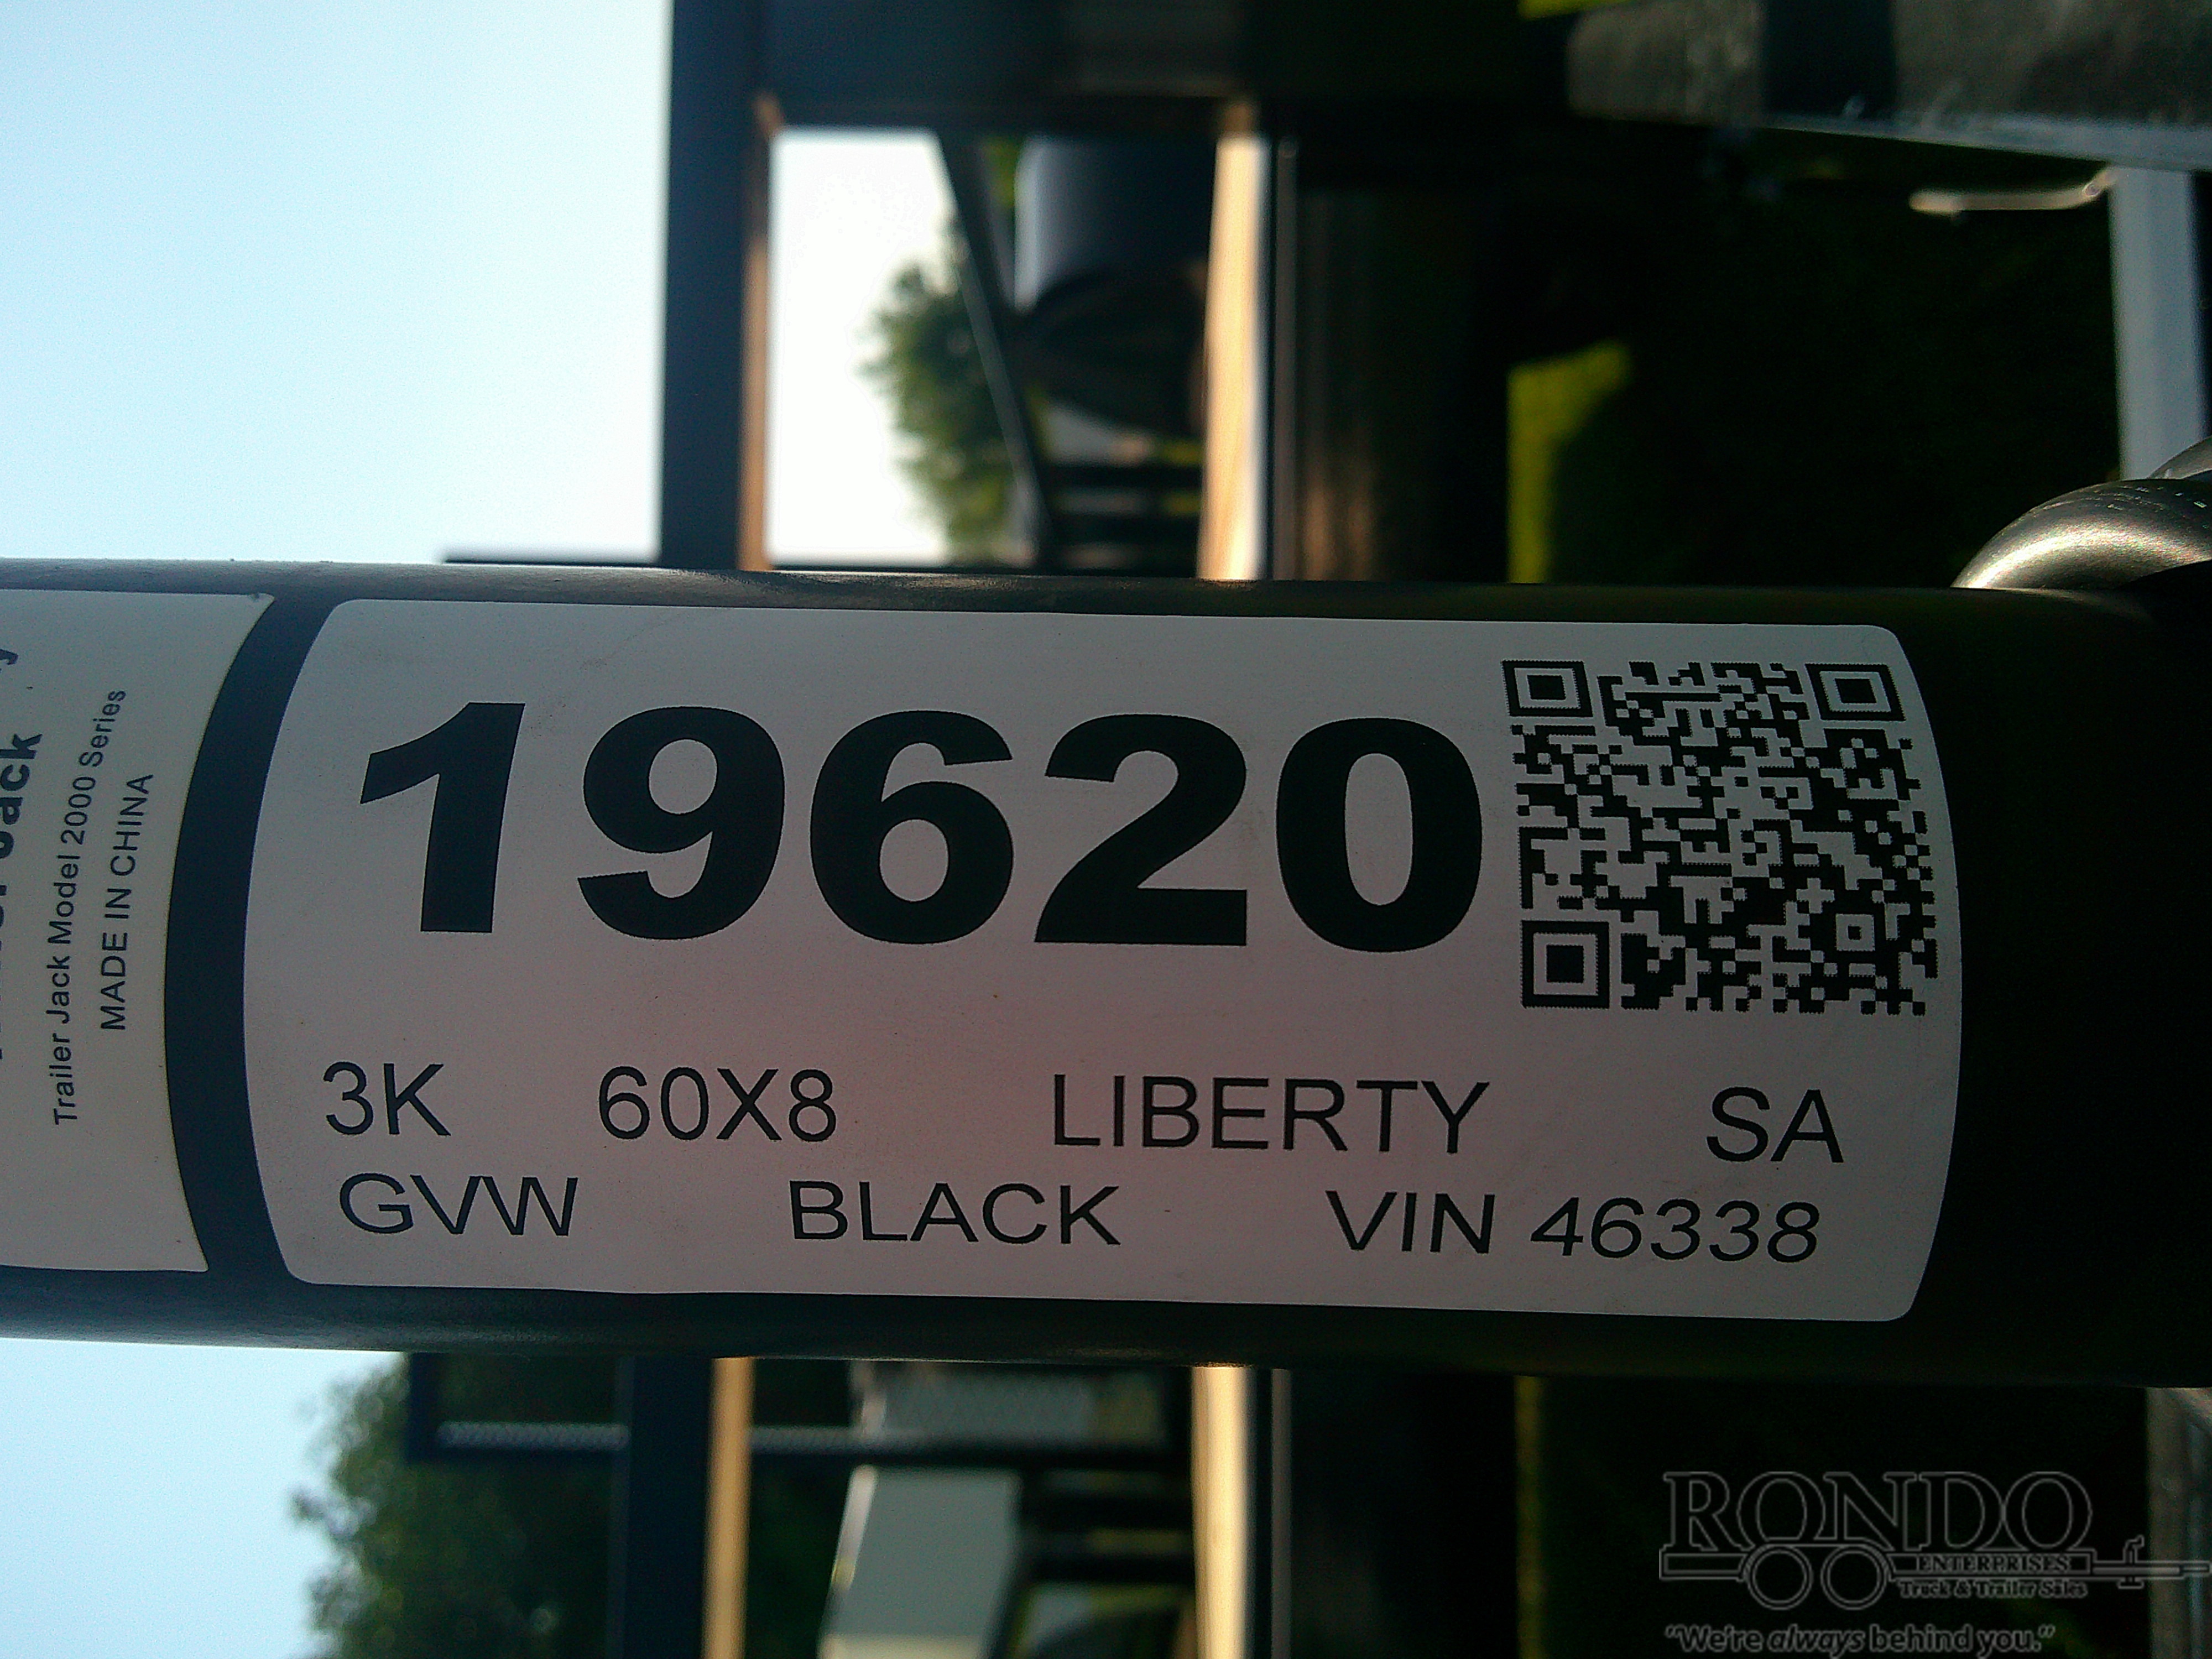 19620
3K 60X8 LIBERTY SA
GVW BLACK VIN 46338
Trailer Jack Model 2000 Series
MADE IN CHINA
RONDO
ENTERPRISES
Truck & Trailer Sales
"We're always behind you."